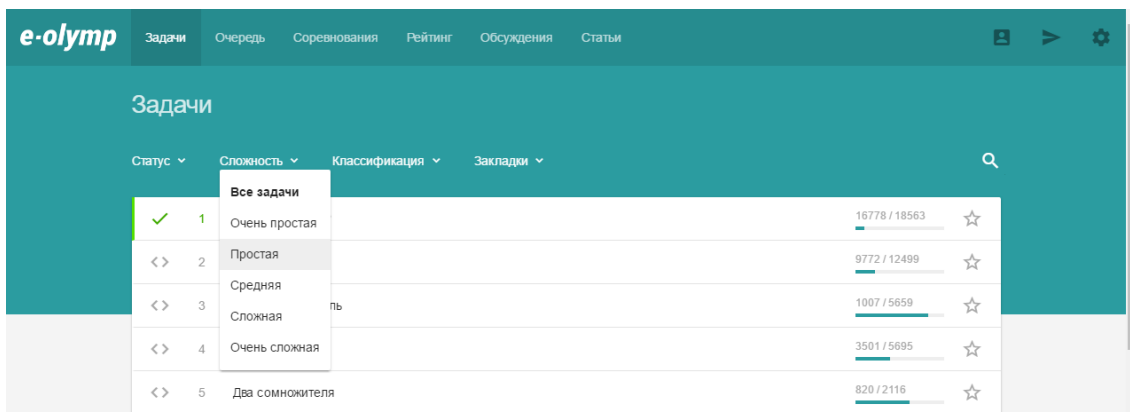 e-olymp Задачи Очередь Соревнования Рейтинг Обсуждения Статьи
Задачи
Статус Сложность Классификация Закладки
Все задачи
1 Очень простая 16778 / 18563
2 Простая 9772 / 12499
Средняя
3 ль 1007 / 5659
Сложная
4 Очень сложная 3501 / 5695
5 Два сомножителя 820 / 2116